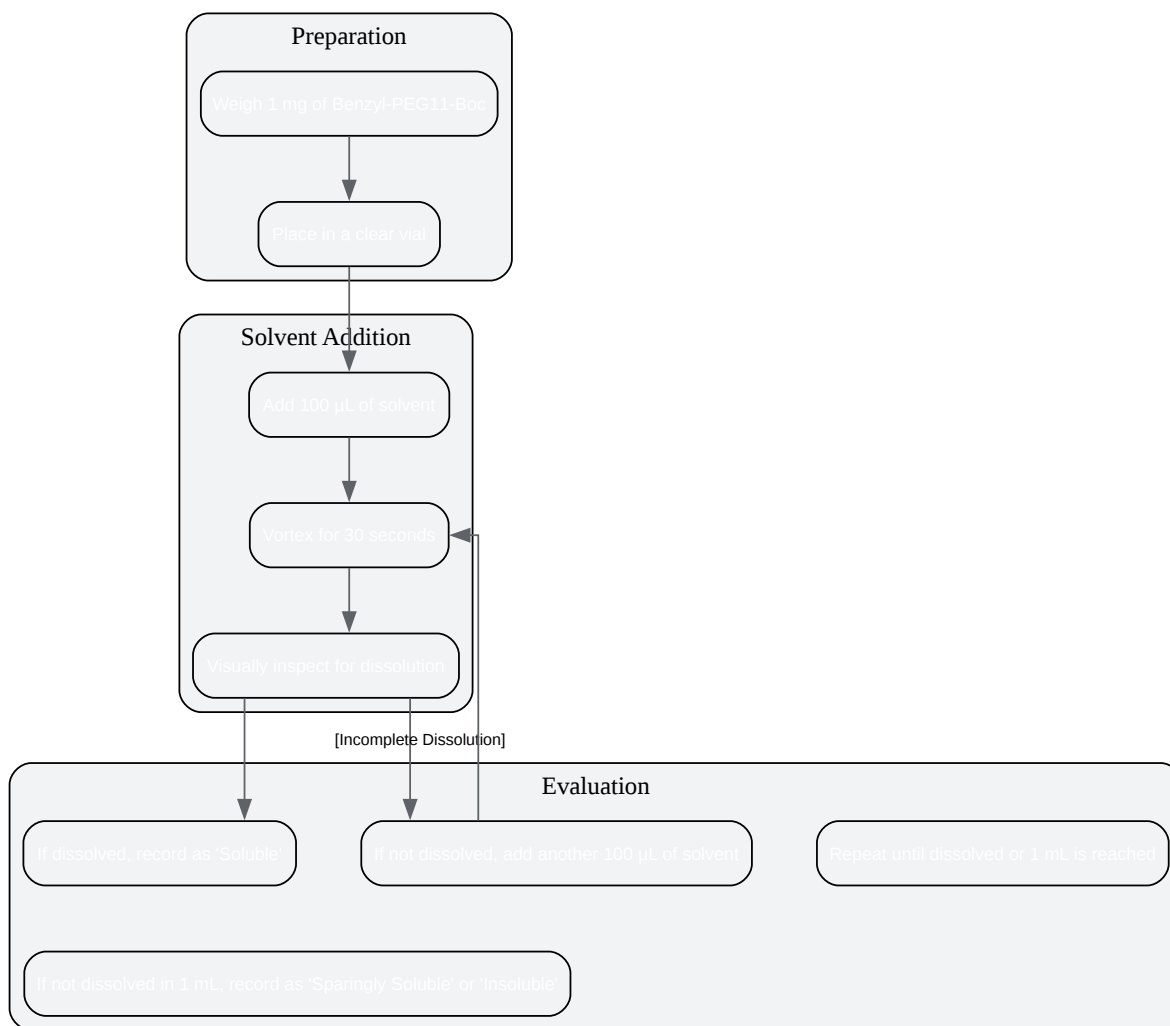 Preparation
Weigh 1 mg of Benzyl-PEG11-Boc
Place in a clear vial
Solvent Addition
Add 100 µL of solvent
Vortex for 30 seconds
Visually inspect for dissolution
[Incomplete Dissolution]
Evaluation
If dissolved, record as 'Soluble'
If not dissolved, add another 100 µL of solvent
Repeat until dissolved or 1 mL is reached
If not dissolved in 1 mL, record as 'Sparingly Soluble' or 'Insoluble'